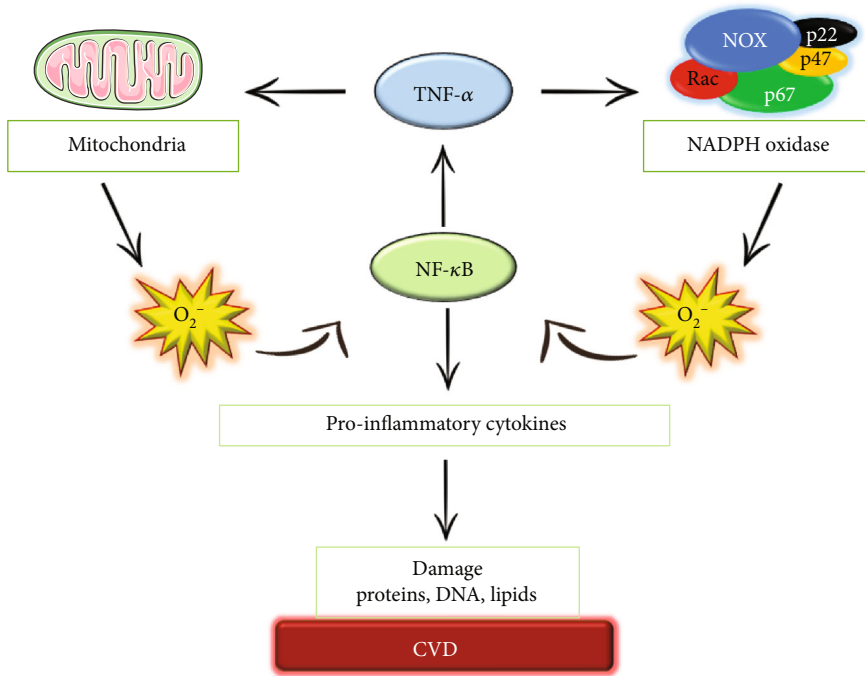 NOX
p22
p47
Rac
p67
TNF-α
Mitochondria
NADPH oxidase
NF-κB
O₂⁻
O₂⁻
Pro-inflammatory cytokines
Damage
proteins, DNA, lipids
CVD